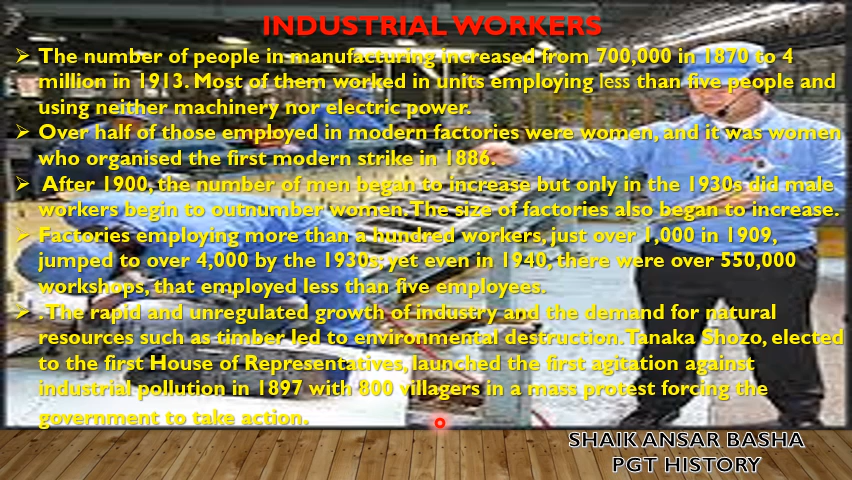 INDUSTRIAL WORKERS
➢ The number of people in manufacturing increased from 700,000 in 1870 to 4
million in 1913. Most of them worked in units employing less than five people and
using neither machinery nor electric power.
➢ Over half of those employed in modern factories were women, and it was women
who organised the first modern strike in 1886.
➢ After 1900, the number of men began to increase but only in the 1930s did male
workers begin to outnumber women. The size of factories also began to increase.
➢ Factories employing more than a hundred workers, just over 1,000 in 1909,
jumped to over 4,000 by the 1930s; yet even in 1940, there were over 550,000
workshops, that employed less than five employees.
➢ . The rapid and unregulated growth of industry and the demand for natural
resources such as timber led to environmental destruction. Tanaka Shozo, elected
to the first House of Representatives, launched the first agitation against
industrial pollution in 1897 with 800 villagers in a mass protest forcing the
government to take action.
SHAIK ANSAR BASHA
PGT HISTORY